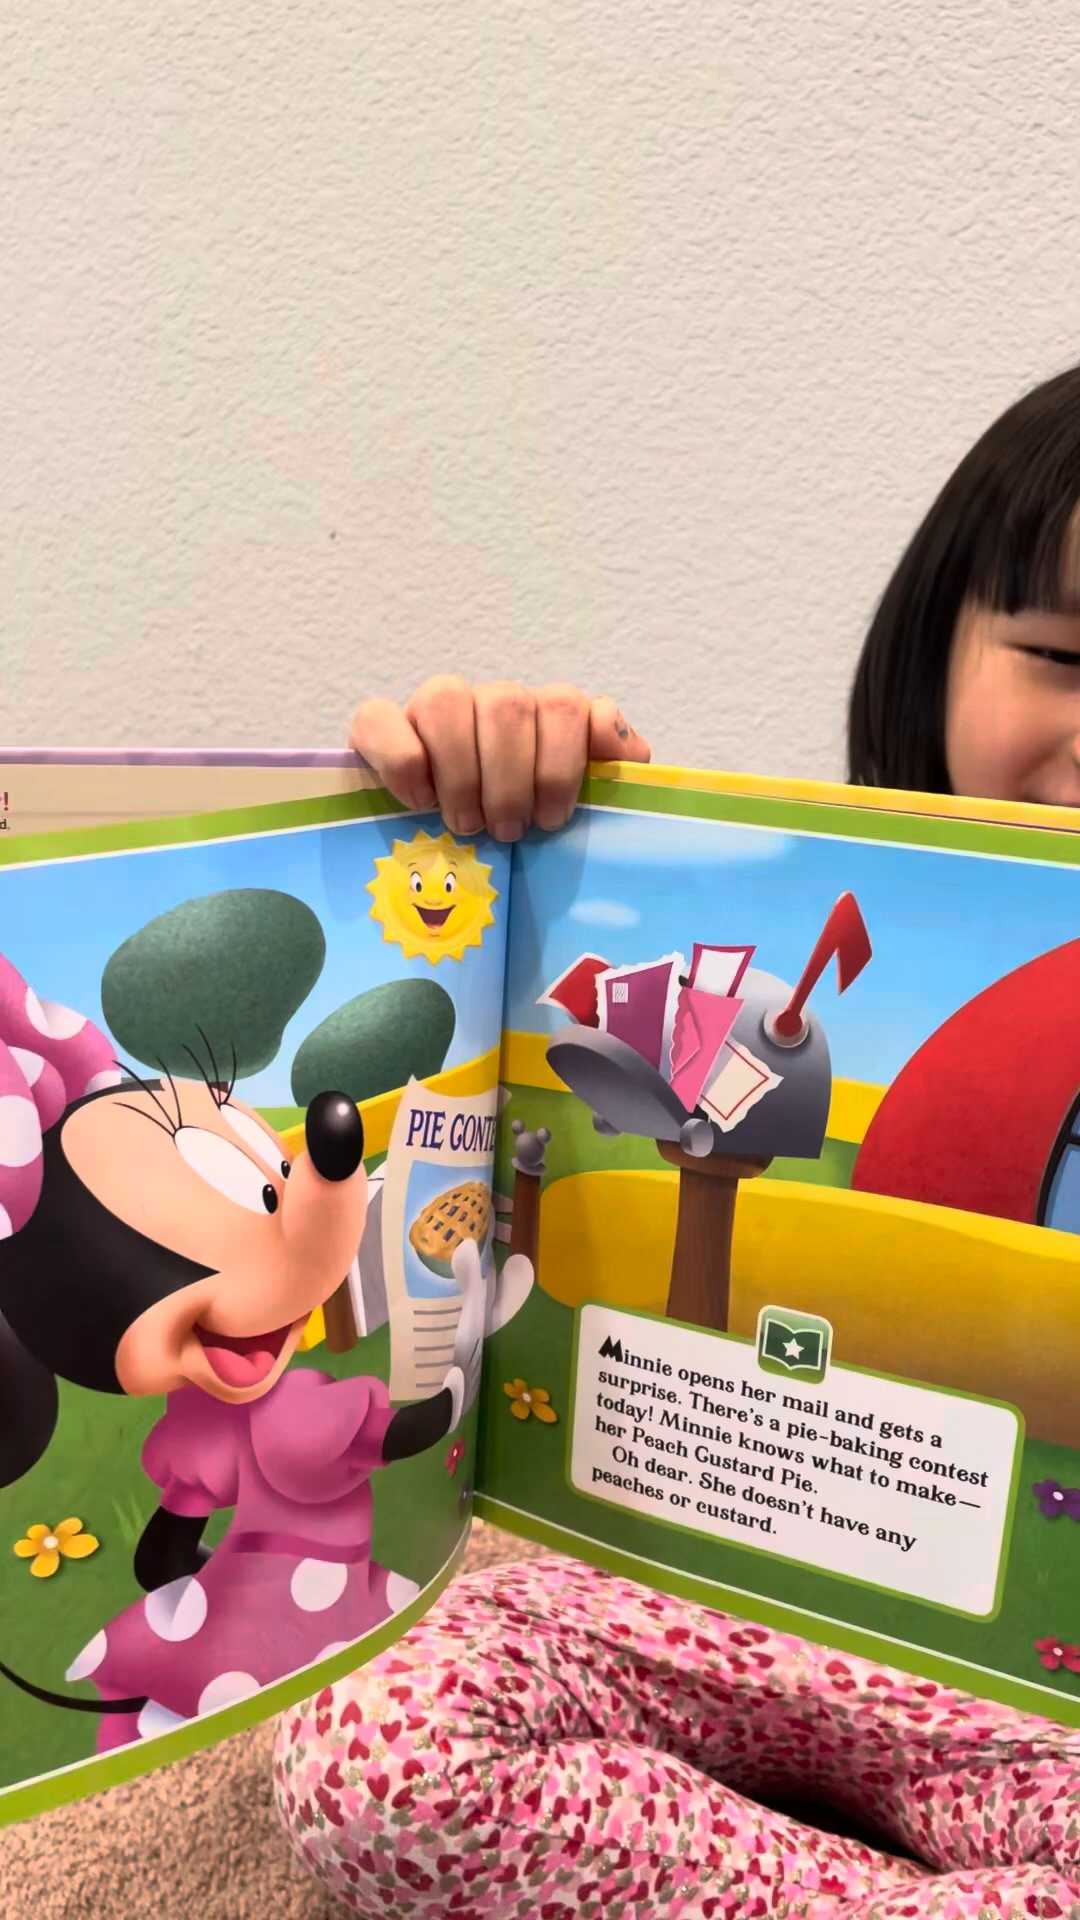 !
d.
PIE CONTE
Minnie opens her mail and gets a
surprise. There's a pie-baking contest
today! Minnie knows what to make—
her Peach Custard Pie.
Oh dear. She doesn't have any
peaches or custard.